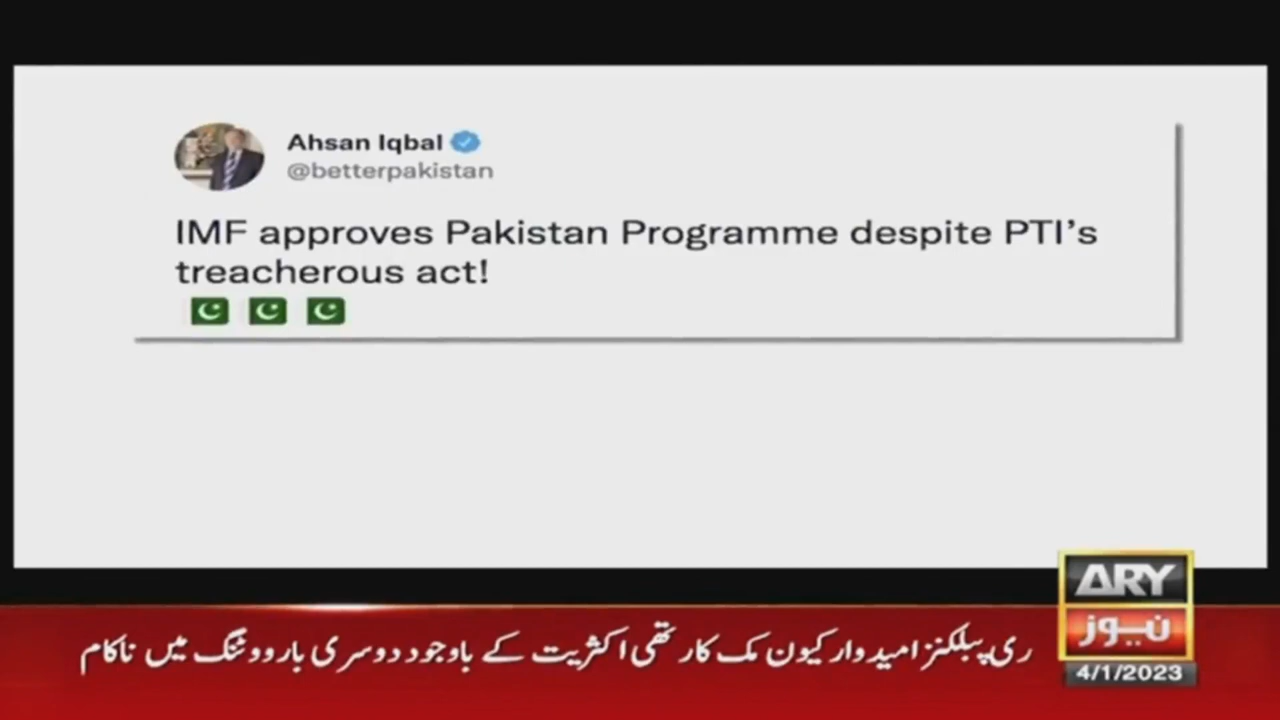 Ahsan Iqbal
@betterpakistan
IMF approves Pakistan Programme despite PTI's
treacherous act!
ARY
نیوز
4/1/2023
ری پبلکنز امیدوار کیون مک کارتھی اکثریت کے باوجود دوسری بار ووٹنگ میں ناکام